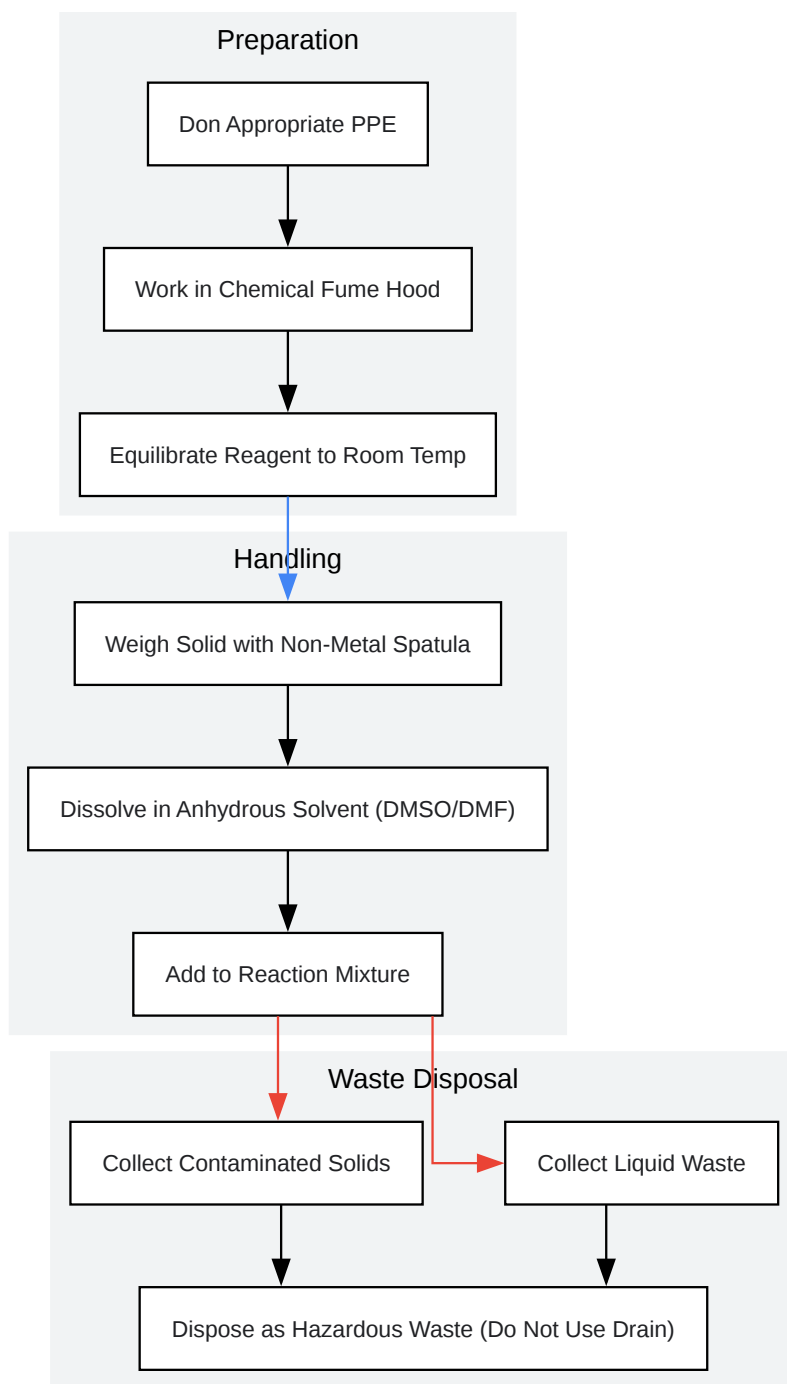 Preparation
Don Appropriate PPE
Work in Chemical Fume Hood
Equilibrate Reagent to Room Temp
Handling
Weigh Solid with Non-Metal Spatula
Dissolve in Anhydrous Solvent (DMSO/DMF)
Add to Reaction Mixture
Waste Disposal
Collect Contaminated Solids
Collect Liquid Waste
Dispose as Hazardous Waste (Do Not Use Drain)